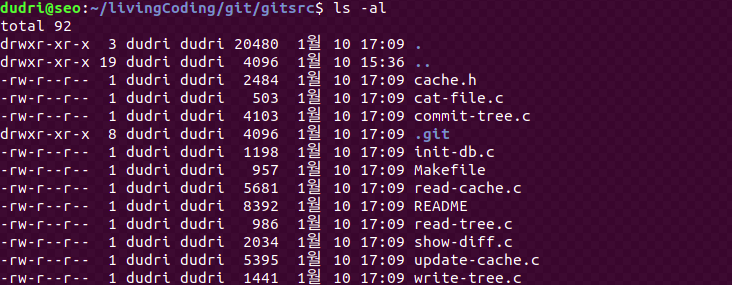 dudri@seo:~/livingCoding/git/gitsrc$ ls -al
total 92
drwxr-xr-x  3 dudri dudri 20480  1월 10 17:09 .
drwxr-xr-x 19 dudri dudri  4096  1월 10 15:36 ..
-rw-r--r--  1 dudri dudri  2484  1월 10 17:09 cache.h
-rw-r--r--  1 dudri dudri   503  1월 10 17:09 cat-file.c
-rw-r--r--  1 dudri dudri  4103  1월 10 17:09 commit-tree.c
drwxr-xr-x  8 dudri dudri  4096  1월 10 17:09 .git
-rw-r--r--  1 dudri dudri  1198  1월 10 17:09 init-db.c
-rw-r--r--  1 dudri dudri   957  1월 10 17:09 Makefile
-rw-r--r--  1 dudri dudri  5681  1월 10 17:09 read-cache.c
-rw-r--r--  1 dudri dudri  8392  1월 10 17:09 README
-rw-r--r--  1 dudri dudri   986  1월 10 17:09 read-tree.c
-rw-r--r--  1 dudri dudri  2034  1월 10 17:09 show-diff.c
-rw-r--r--  1 dudri dudri  5395  1월 10 17:09 update-cache.c
-rw-r--r--  1 dudri dudri  1441  1월 10 17:09 write-tree.c